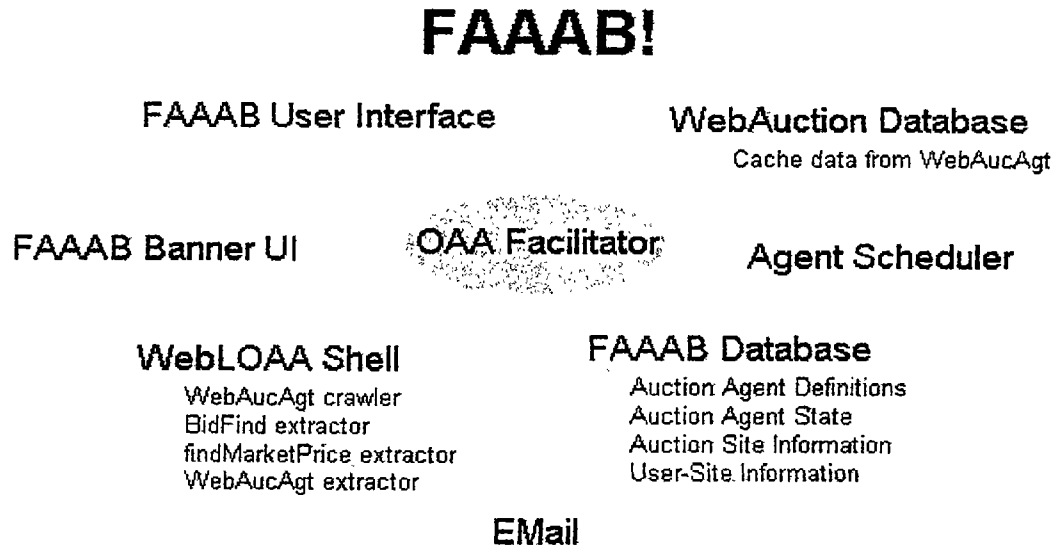 FAAAB!
FAAAB User Interface
WebAuction Database
Cache data from WebAucAgt
FAAAB Banner UI
OAA Facilitator
Agent Scheduler
WebLOAA Shell
WebAucAgt crawler
BidFind extractor
findMarketPrice extractor
WebAucAgt extractor
FAAAB Database
Auction Agent Definitions
Auction Agent State
Auction Site Information
User-Site Information
EMail